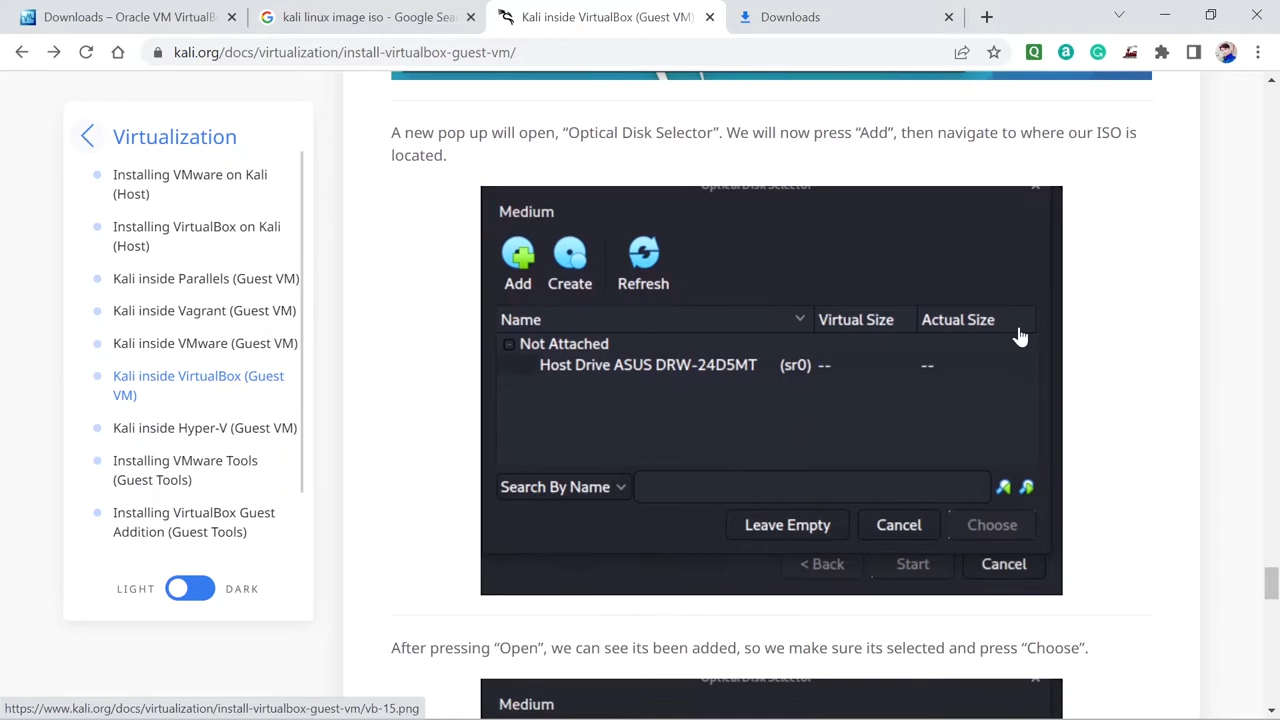 Downloads – Oracle VM VirtualB
kali linux image iso - Google Sea
Kali inside VirtualBox (Guest VM)
Downloads
kali.org/docs/virtualization/install-virtualbox-guest-vm/
Virtualization
Installing VMware on Kali
(Host)
Installing VirtualBox on Kali
(Host)
Kali inside Parallels (Guest VM)
Kali inside Vagrant (Guest VM)
Kali inside VMware (Guest VM)
Kali inside VirtualBox (Guest
VM)
Kali inside Hyper-V (Guest VM)
Installing VMware Tools
(Guest Tools)
Installing VirtualBox Guest
Addition (Guest Tools)
LIGHT DARK
A new pop up will open, “Optical Disk Selector”. We will now press “Add”, then navigate to where our ISO is
located.
Optical Disk Selector
Medium
Add Create Refresh
Name Virtual Size Actual Size
Not Attached
Host Drive ASUS DRW-24D5MT (sr0) -- --
Search By Name
Leave Empty Cancel Choose
< Back Start Cancel
After pressing “Open”, we can see its been added, so we make sure its selected and press “Choose”.
Optical Disk Selector
Medium
https://www.kali.org/docs/virtualization/install-virtualbox-guest-vm/vb-15.png